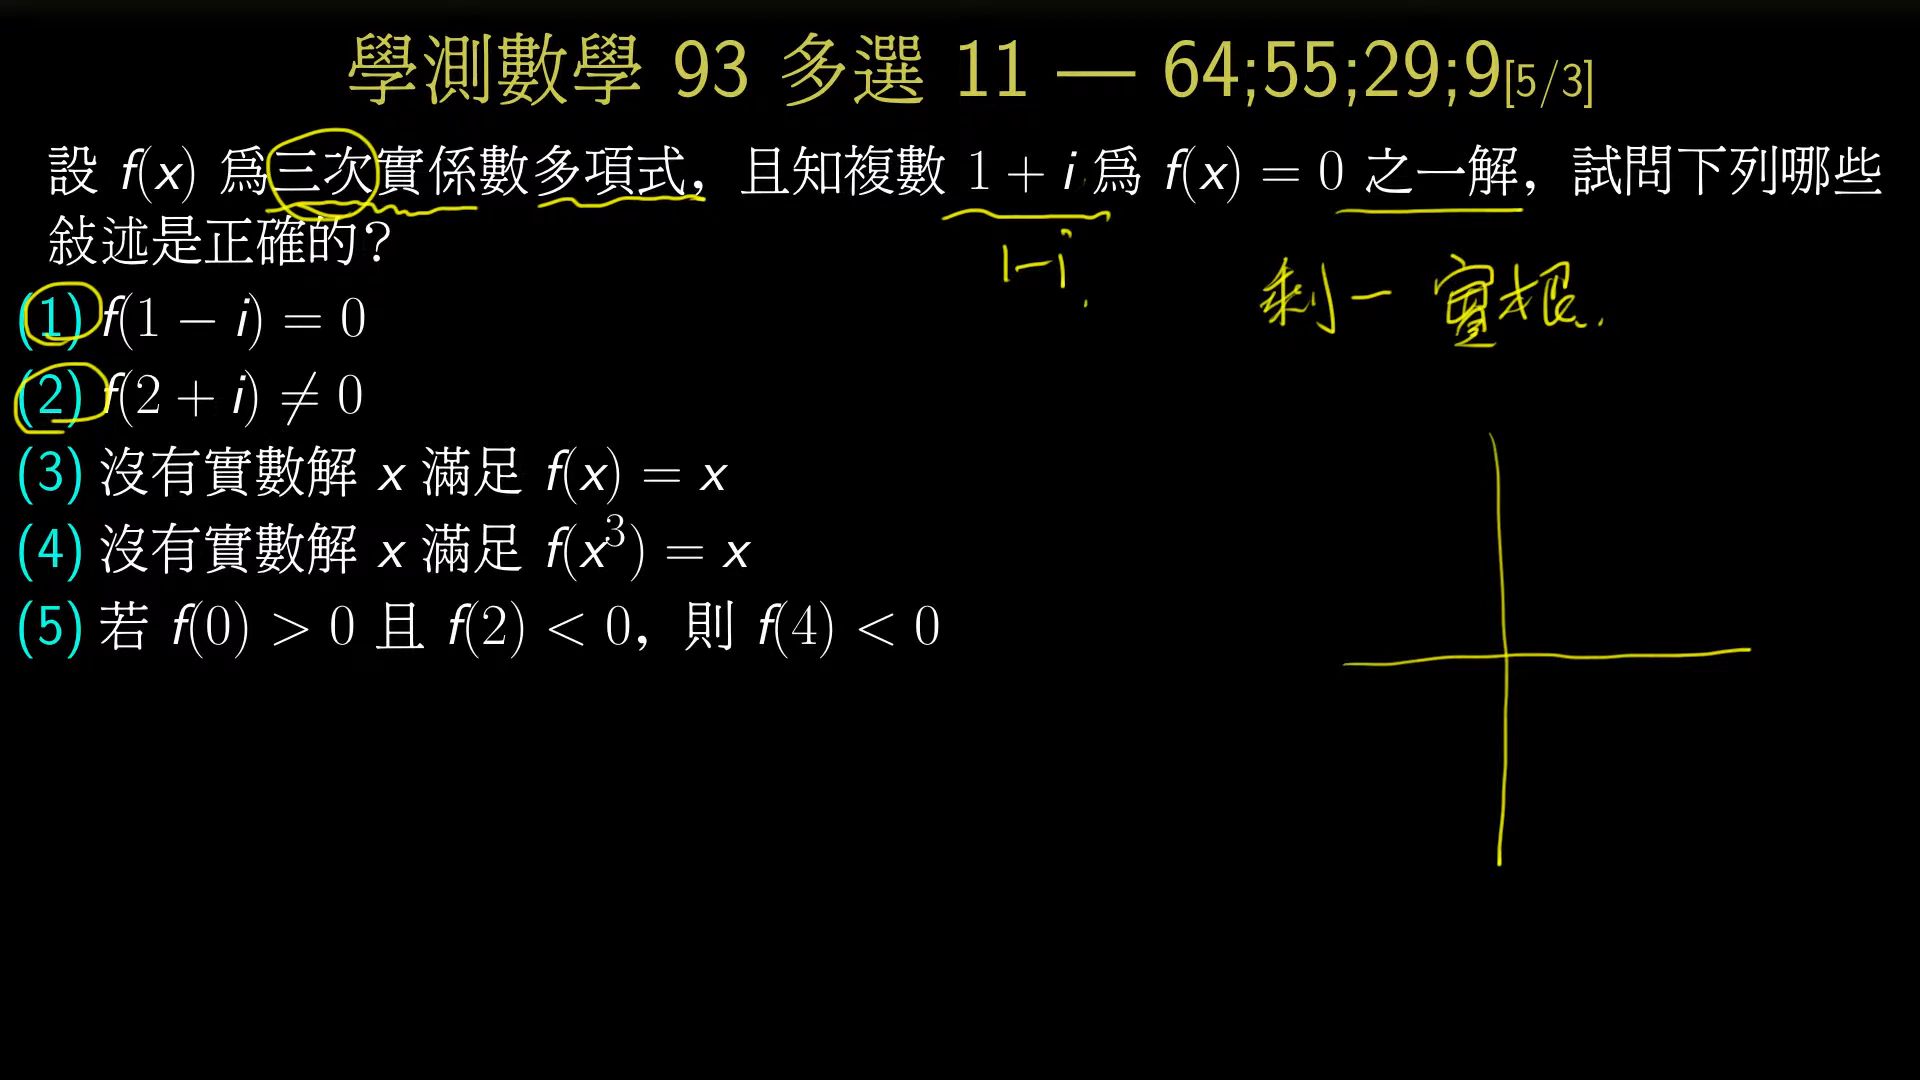 學測數學 93 多選 11 — 64;55;29;9[5/3]
設 f(x) 爲三次實係數多項式，且知複數 1 + i 爲 f(x) = 0 之一解，試問下列哪些
敍述是正確的？
1-i
剩一實根.
(1) f(1 − i) = 0
(2) f(2 + i) ≠ 0
(3) 沒有實數解 x 滿足 f(x) = x
(4) 沒有實數解 x 滿足 f(x³) = x
(5) 若 f(0) > 0 且 f(2) < 0，則 f(4) < 0